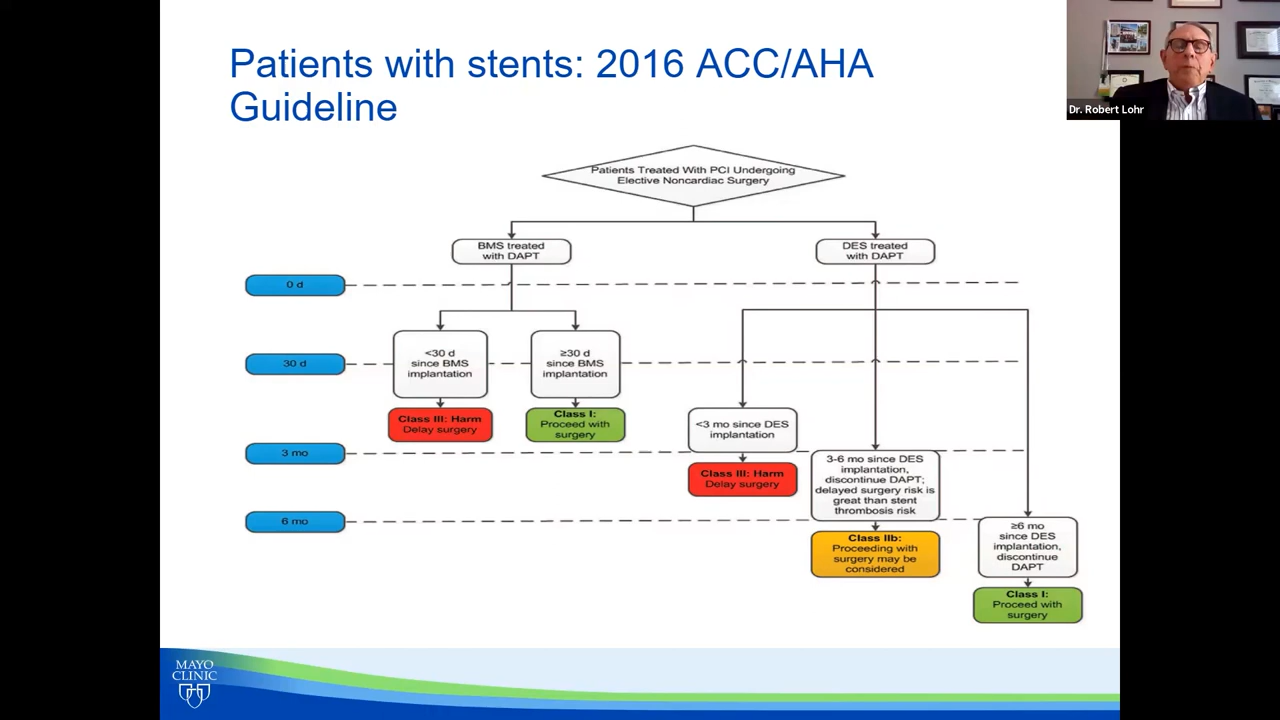 Patients with stents: 2016 ACC/AHA
Guideline
Dr. Robert Lohr
Patients Treated With PCI Undergoing
Elective Noncardiac Surgery
BMS treated
with DAPT
DES treated
with DAPT
0 d
30 d
<30 d
since BMS
implantation
≥30 d
since BMS
implantation
Class III: Harm
Delay surgery
Class I:
Proceed with
surgery
<3 mo since DES
implantation
3 mo
Class III: Harm
Delay surgery
3-6 mo since DES
implantation,
discontinue DAPT;
delayed surgery risk is
great than stent
thrombosis risk
6 mo
Class IIb:
Proceeding with
surgery may be
considered
≥6 mo
since DES
implantation,
discontinue
DAPT
Class I:
Proceed with
surgery
MAYO
CLINIC